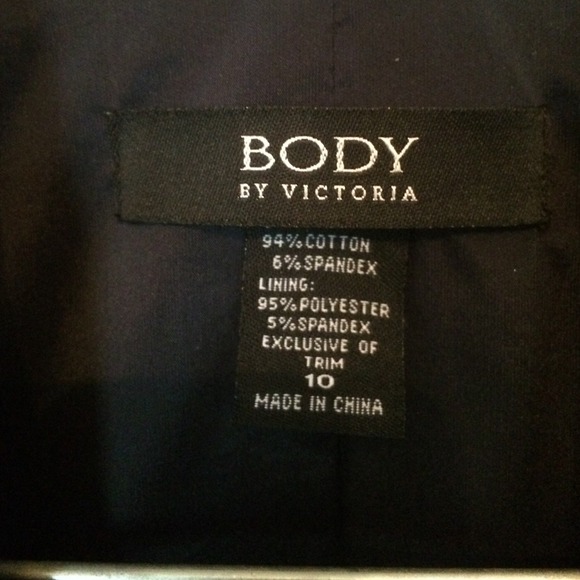 BODY
BY VICTORIA
94% COTTON
6% SPANDEX
LINING:
95% POLYESTER
5% SPANDEX
EXCLUSIVE OF
TRIM
10
MADE IN CHINA